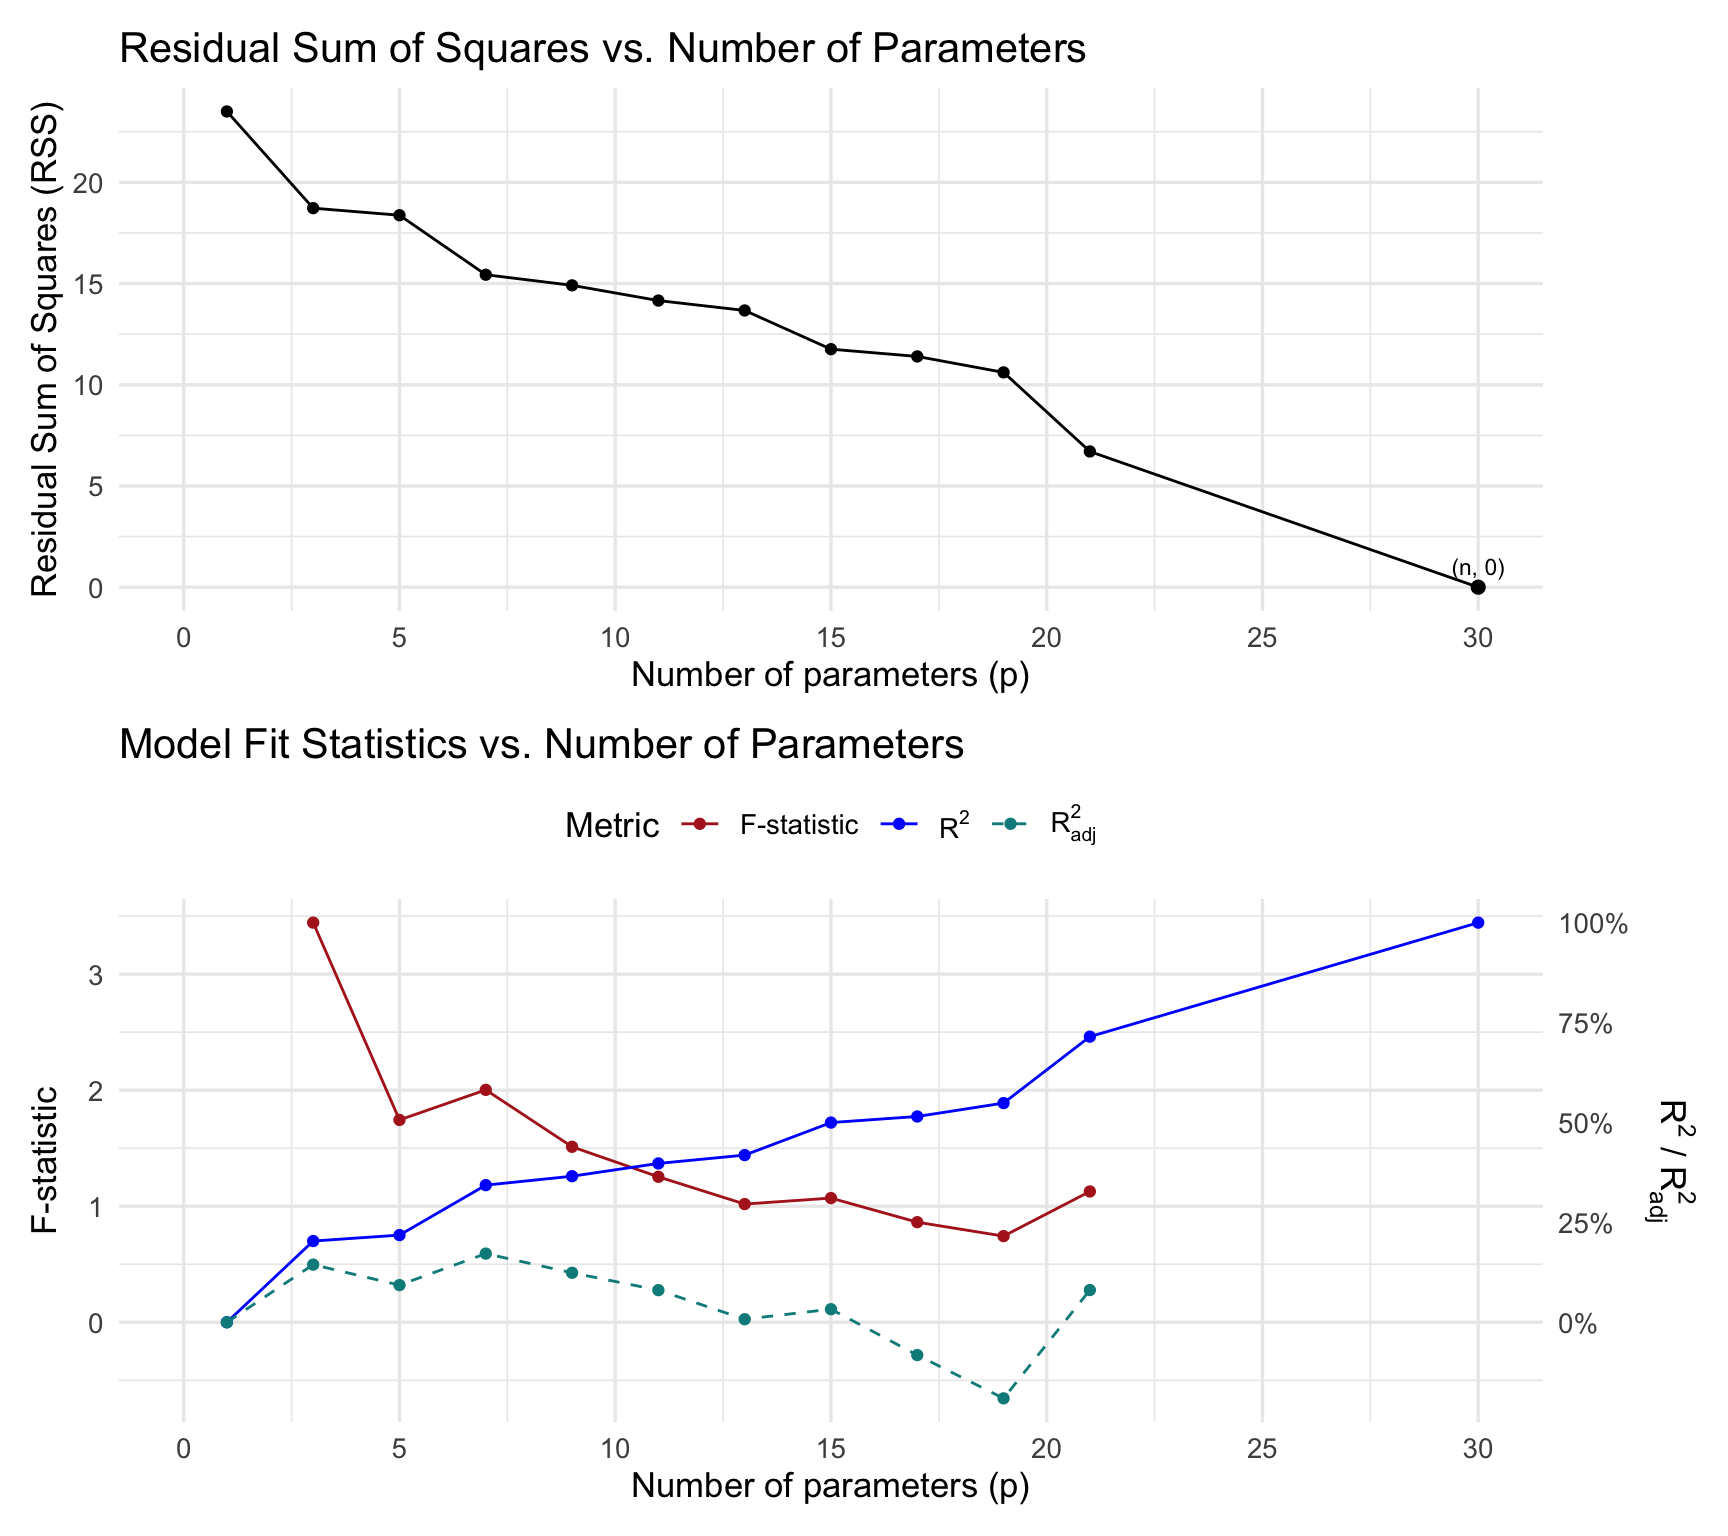 Residual Sum of Squares vs. Number of Parameters
Residual Sum of Squares (RSS)
20
15
10
5
0
(n, 0)
0 5 10 15 20 25 30
Number of parameters (p)
Model Fit Statistics vs. Number of Parameters
Metric F-statistic R² R²adj
F-statistic
3
2
1
0
100%
75%
50%
25%
0%
R² / R²adj
0 5 10 15 20 25 30
Number of parameters (p)